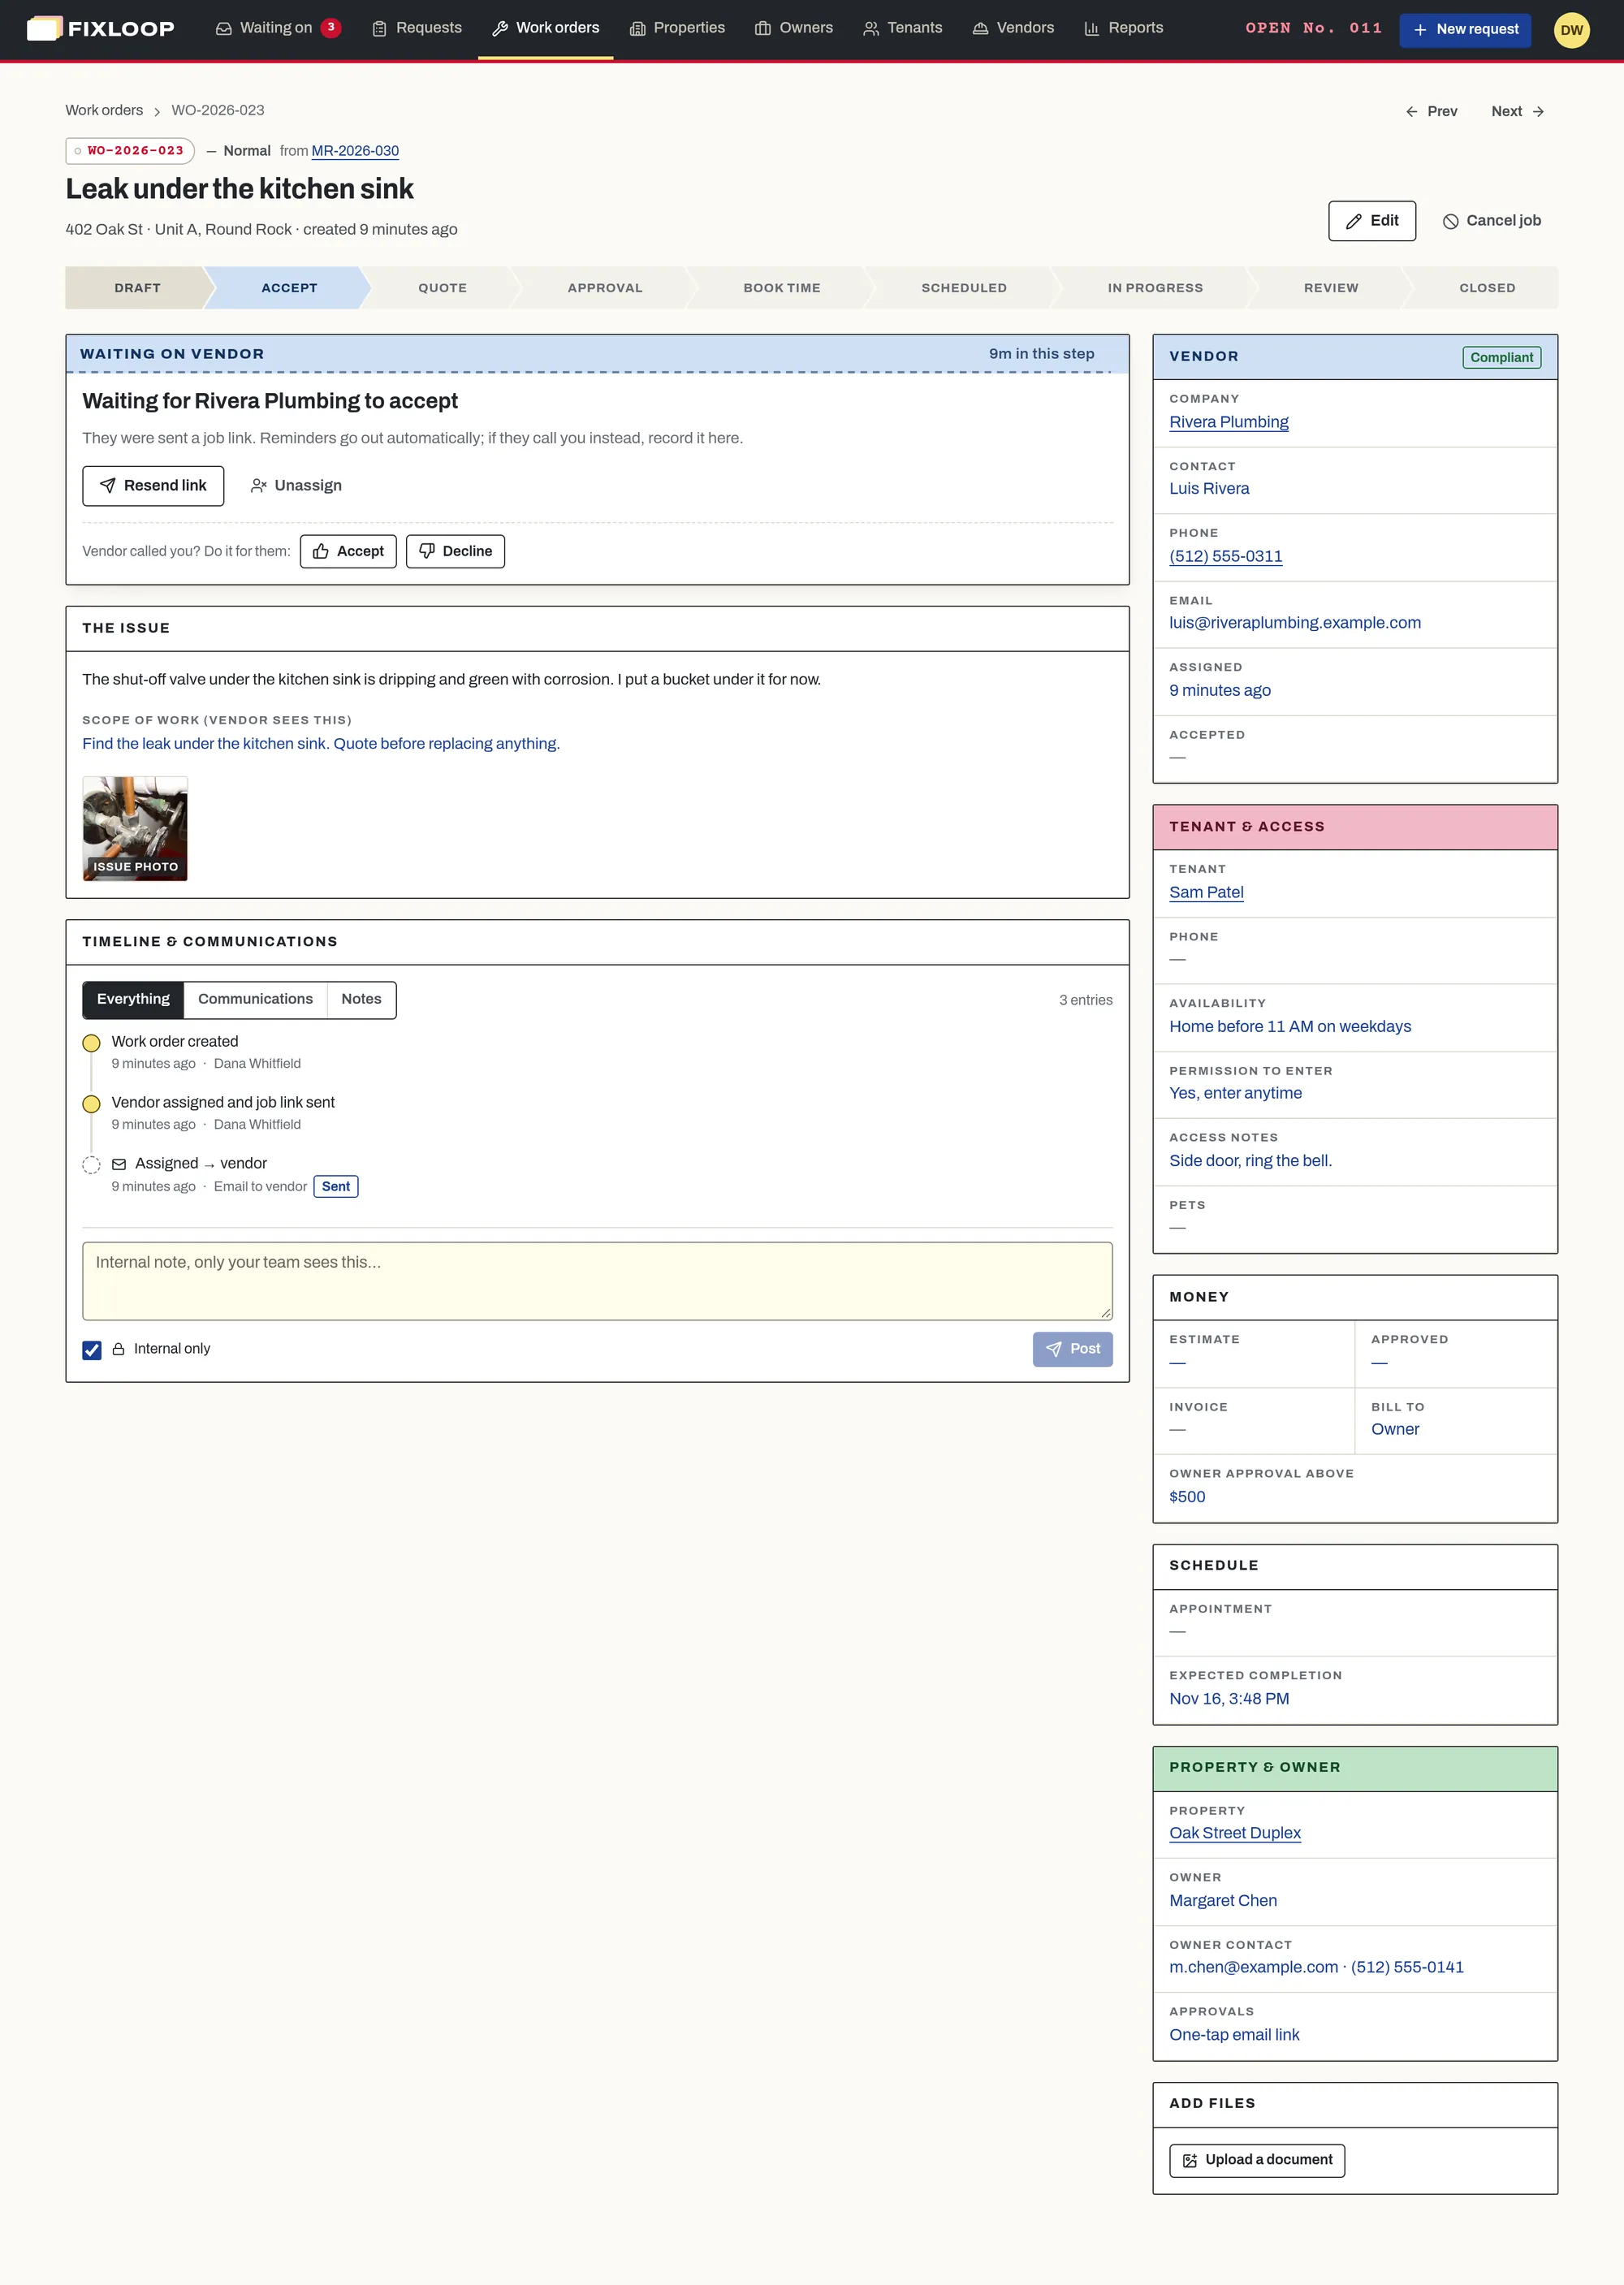 FIXLOOP
Waiting on 3
Requests
Work orders
Properties
Owners
Tenants
Vendors
Reports
OPEN No. 011
New request
DW
Work orders > WO-2026-023
Prev
Next
WO-2026-023 — Normal from MR-2026-030
Leak under the kitchen sink
402 Oak St · Unit A, Round Rock · created 9 minutes ago
Edit
Cancel job
DRAFT
ACCEPT
QUOTE
APPROVAL
BOOK TIME
SCHEDULED
IN PROGRESS
REVIEW
CLOSED
WAITING ON VENDOR
9m in this step
Waiting for Rivera Plumbing to accept
They were sent a job link. Reminders go out automatically; if they call you instead, record it here.
Resend link
Unassign
Vendor called you? Do it for them:
Accept
Decline
THE ISSUE
The shut-off valve under the kitchen sink is dripping and green with corrosion. I put a bucket under it for now.
SCOPE OF WORK (VENDOR SEES THIS)
Find the leak under the kitchen sink. Quote before replacing anything.
ISSUE PHOTO
TIMELINE & COMMUNICATIONS
Everything
Communications
Notes
3 entries
Work order created
9 minutes ago · Dana Whitfield
Vendor assigned and job link sent
9 minutes ago · Dana Whitfield
Assigned → vendor
9 minutes ago · Email to vendor Sent
Internal note, only your team sees this...
Internal only
Post
VENDOR
Compliant
COMPANY
Rivera Plumbing
CONTACT
Luis Rivera
PHONE
(512) 555-0311
EMAIL
luis@riveraplumbing.example.com
ASSIGNED
9 minutes ago
ACCEPTED
—
TENANT & ACCESS
TENANT
Sam Patel
PHONE
—
AVAILABILITY
Home before 11 AM on weekdays
PERMISSION TO ENTER
Yes, enter anytime
ACCESS NOTES
Side door, ring the bell.
PETS
—
MONEY
ESTIMATE
—
APPROVED
—
INVOICE
—
BILL TO
Owner
OWNER APPROVAL ABOVE
$500
SCHEDULE
APPOINTMENT
—
EXPECTED COMPLETION
Nov 16, 3:48 PM
PROPERTY & OWNER
PROPERTY
Oak Street Duplex
OWNER
Margaret Chen
OWNER CONTACT
m.chen@example.com · (512) 555-0141
APPROVALS
One-tap email link
ADD FILES
Upload a document